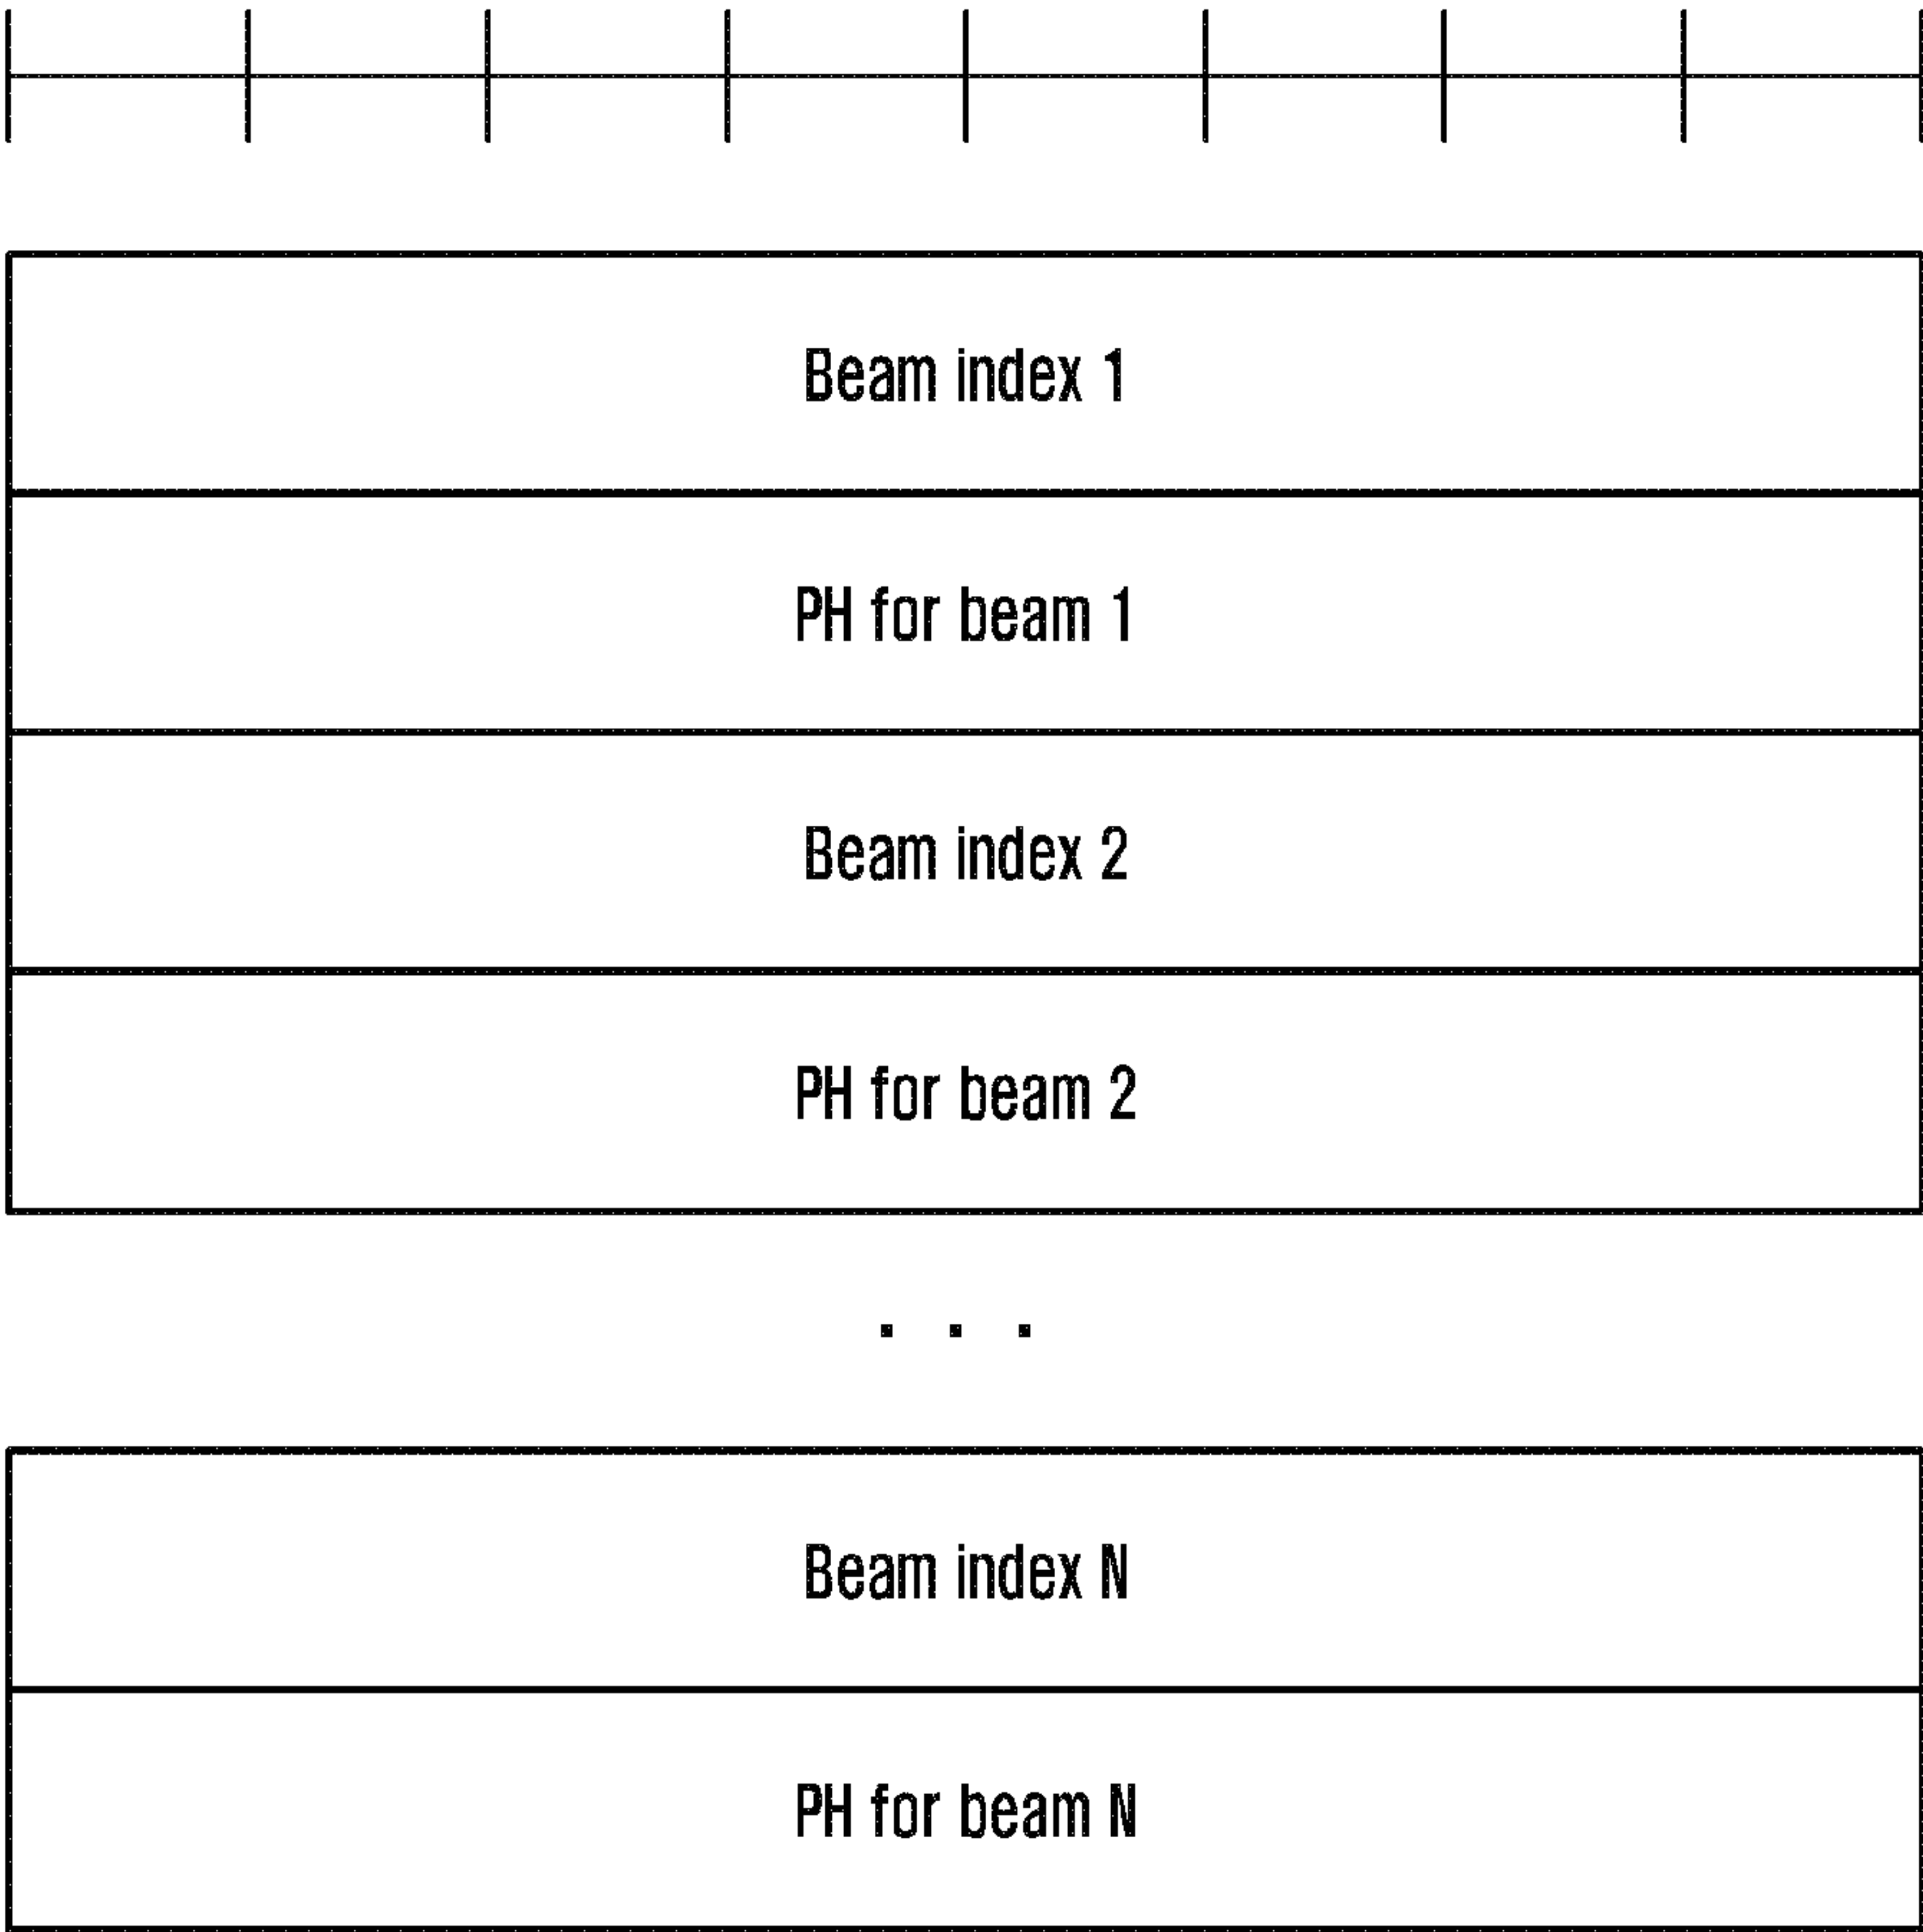 Beam index 1
PH for beam 1
Beam index 2
PH for beam 2
. . .
Beam index N
PH for beam N